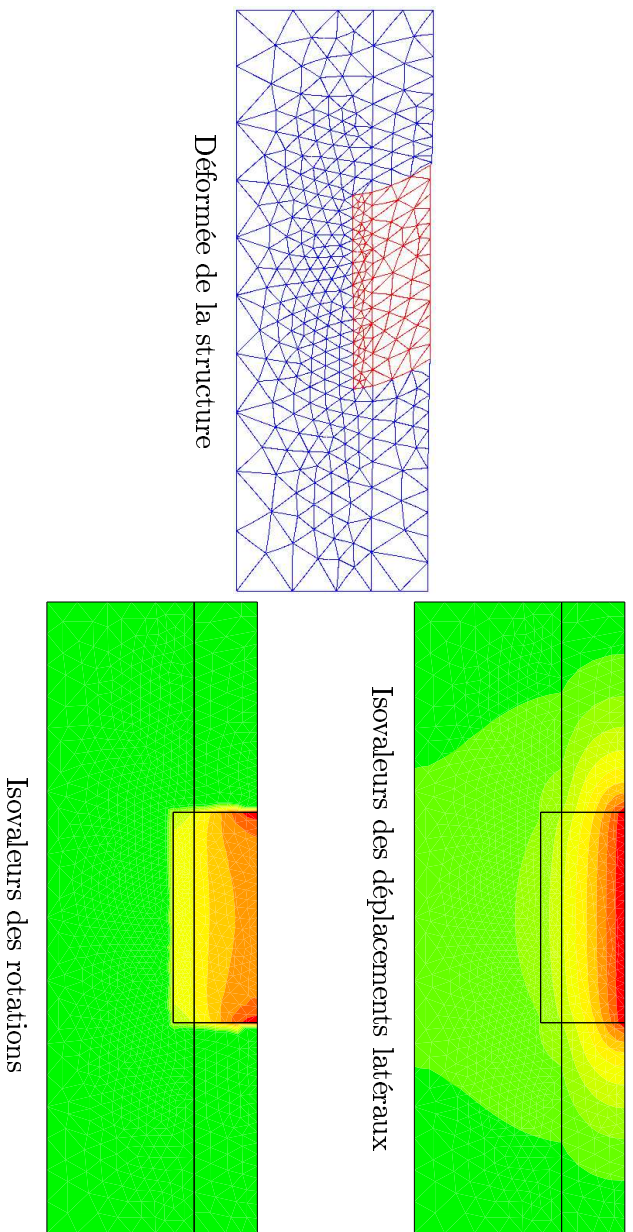 Déformée de la structure
Isovaleurs des déplacements latéraux
Isovaleurs des rotations